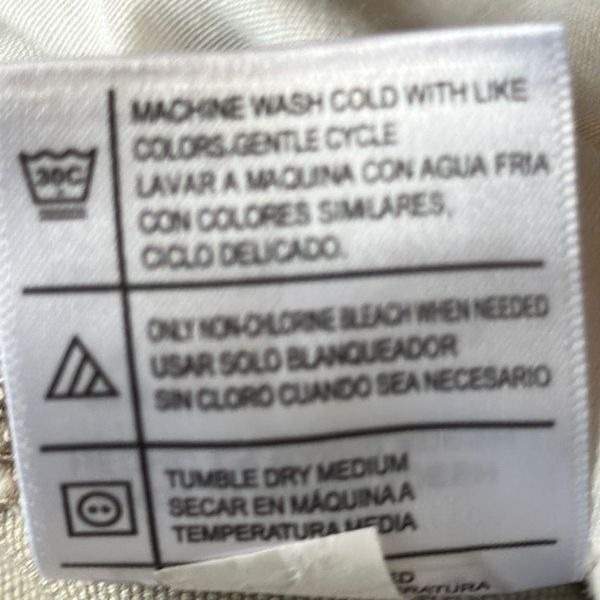 MACHINE WASH COLD WITH LIKE
COLORS.GENTLE CYCLE
30C
LAVAR A MAQUINA CON AGUA FRIA
CON COLORES SIMILARES,
CICLO DELICADO.
ONLY NON-CHLORINE BLEACH WHEN NEEDED
USAR SOLO BLANQUEADOR
SIN CLORO CUANDO SEA NECESARIO
TUMBLE DRY MEDIUM
SECAR EN MÁQUINA A
TEMPERATURA MEDIA
ED
RATURA